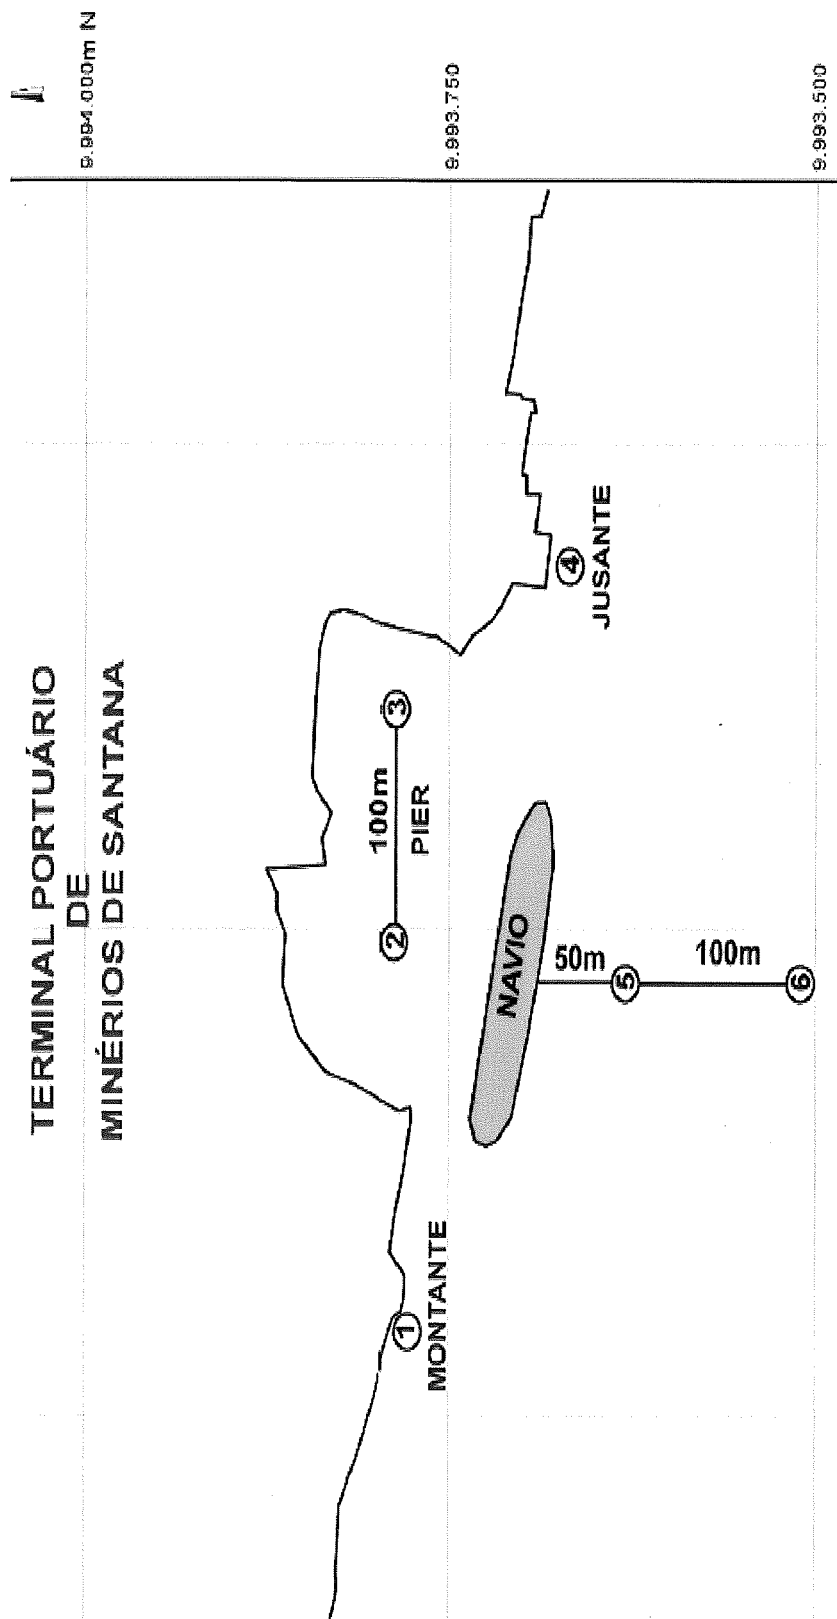 TERMINAL PORTUÁRIO
DE
MINÉRIOS DE SANTANA
9.994.000m N
9.993.750
9.993.500
1
MONTANTE
2
100m
3
PIER
4
JUSANTE
NAVIO
50m
5
100m
6